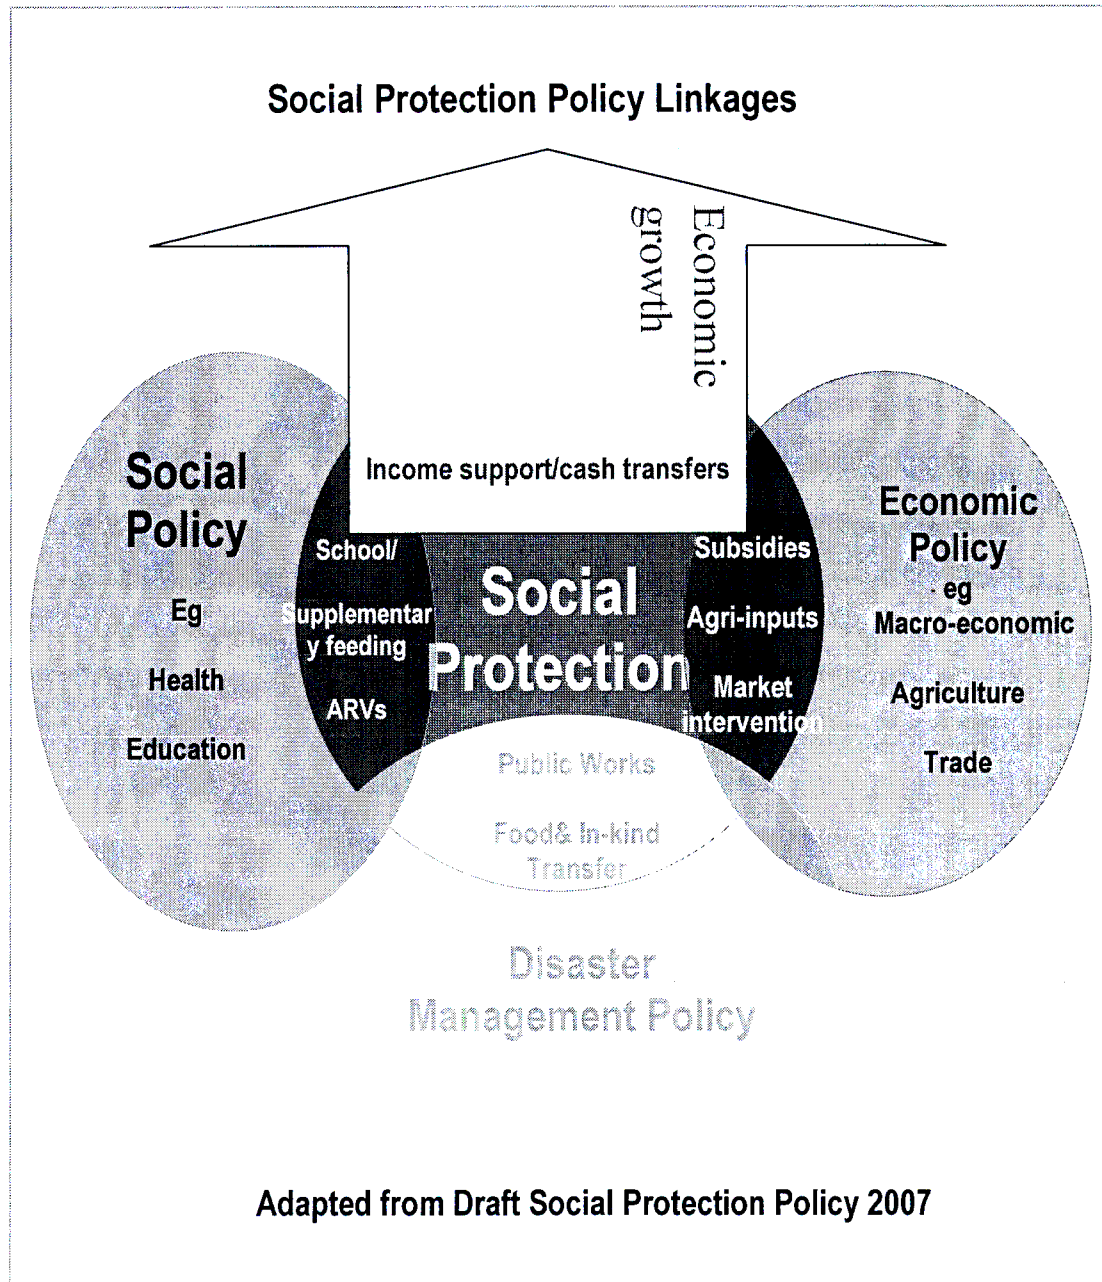 Social Protection Policy Linkages
Economic
growth
Income support/cash transfers
Social
Policy
Eg
Health
Education
School/
Supplementar
y feeding
ARVs
Social
Protection
Subsidies
Agri-inputs
Market
intervention
Economic
Policy
eg
Macro-economic
Agriculture
Trade
Public Works
Food& In-kind
Transfer
Disaster
Management Policy
Adapted from Draft Social Protection Policy 2007